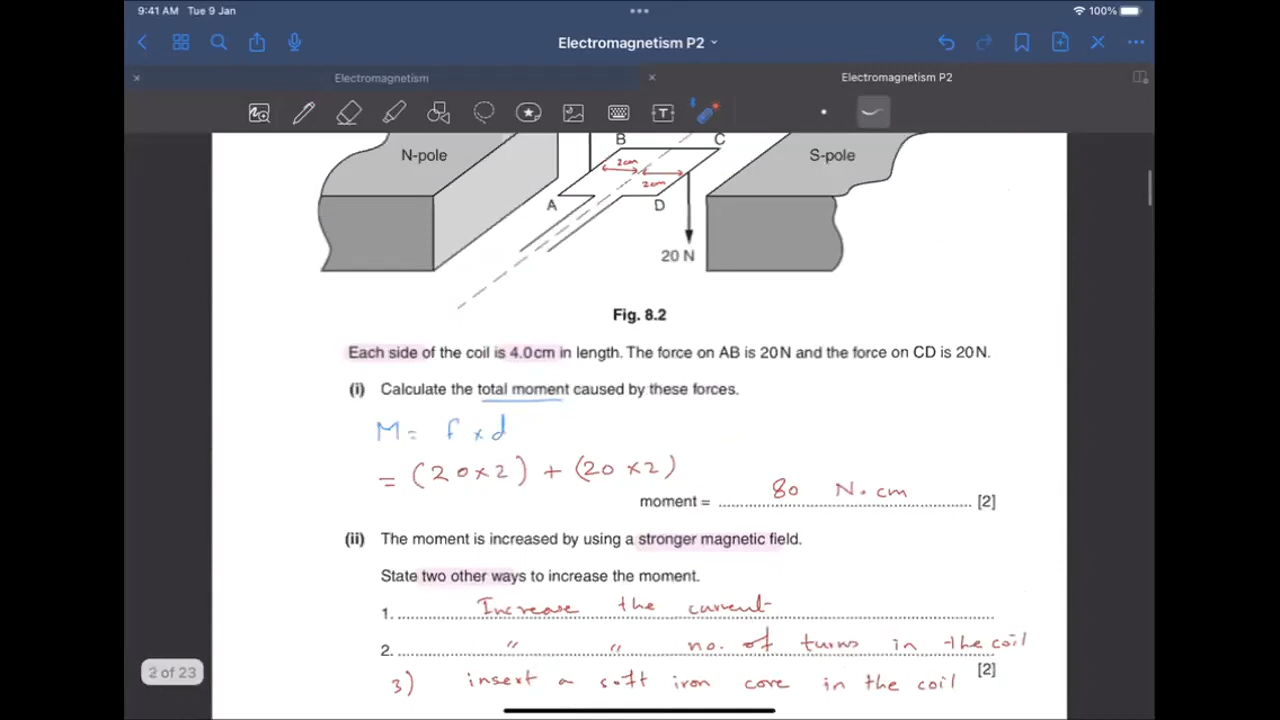 9:41 AM Tue 9 Jan
100%
Electromagnetism P2
Electromagnetism
Electromagnetism P2
N-pole
B
C
S-pole
2cm
2cm
A
D
20 N
Fig. 8.2
Each side of the coil is 4.0 cm in length. The force on AB is 20 N and the force on CD is 20 N.
(i) Calculate the total moment caused by these forces.
M = f × d
= (20 × 2) + (20 × 2)
80 N.cm
moment = ........................................ [2]
(ii) The moment is increased by using a stronger magnetic field.
State two other ways to increase the moment.
1. Increase the current
2. " " no. of turns in the coil
[2]
3) insert a soft iron core in the coil
2 of 23